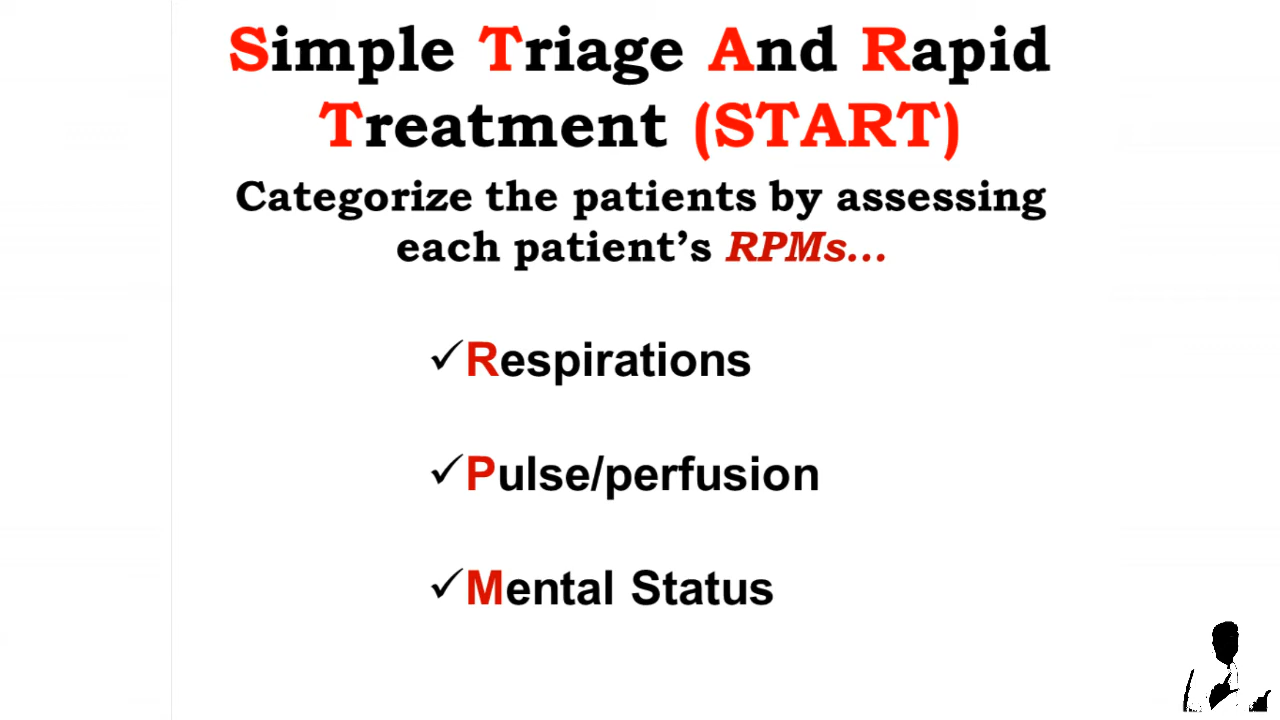 Simple Triage And Rapid
Treatment (START)
Categorize the patients by assessing
each patient’s RPMs...
✓Respirations
✓Pulse/perfusion
✓Mental Status